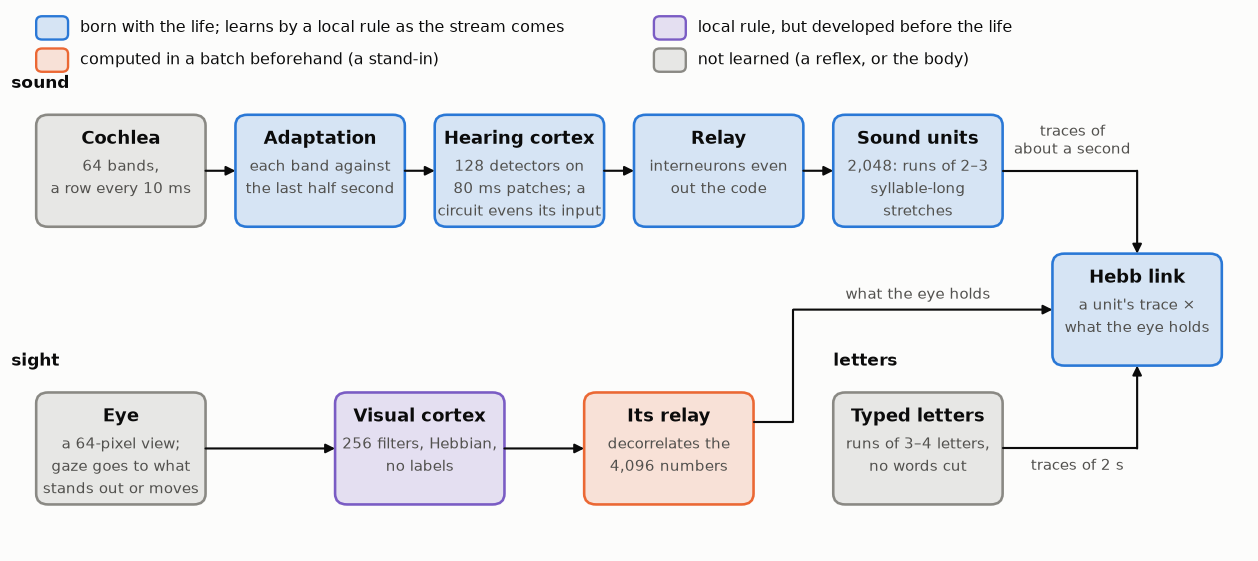 born with the life; learns by a local rule as the stream comes
local rule, but developed before the life
computed in a batch beforehand (a stand-in)
not learned (a reflex, or the body)
sound
Cochlea
64 bands,
a row every 10 ms
Adaptation
each band against
the last half second
Hearing cortex
128 detectors on
80 ms patches; a
circuit evens its input
Relay
interneurons even
out the code
Sound units
2,048: runs of 2–3
syllable-long
stretches
traces of
about a second
Hebb link
a unit's trace ×
what the eye holds
what the eye holds
sight
Eye
a 64-pixel view;
gaze goes to what
stands out or moves
Visual cortex
256 filters, Hebbian,
no labels
Its relay
decorrelates the
4,096 numbers
letters
Typed letters
runs of 3–4 letters,
no words cut
traces of 2 s